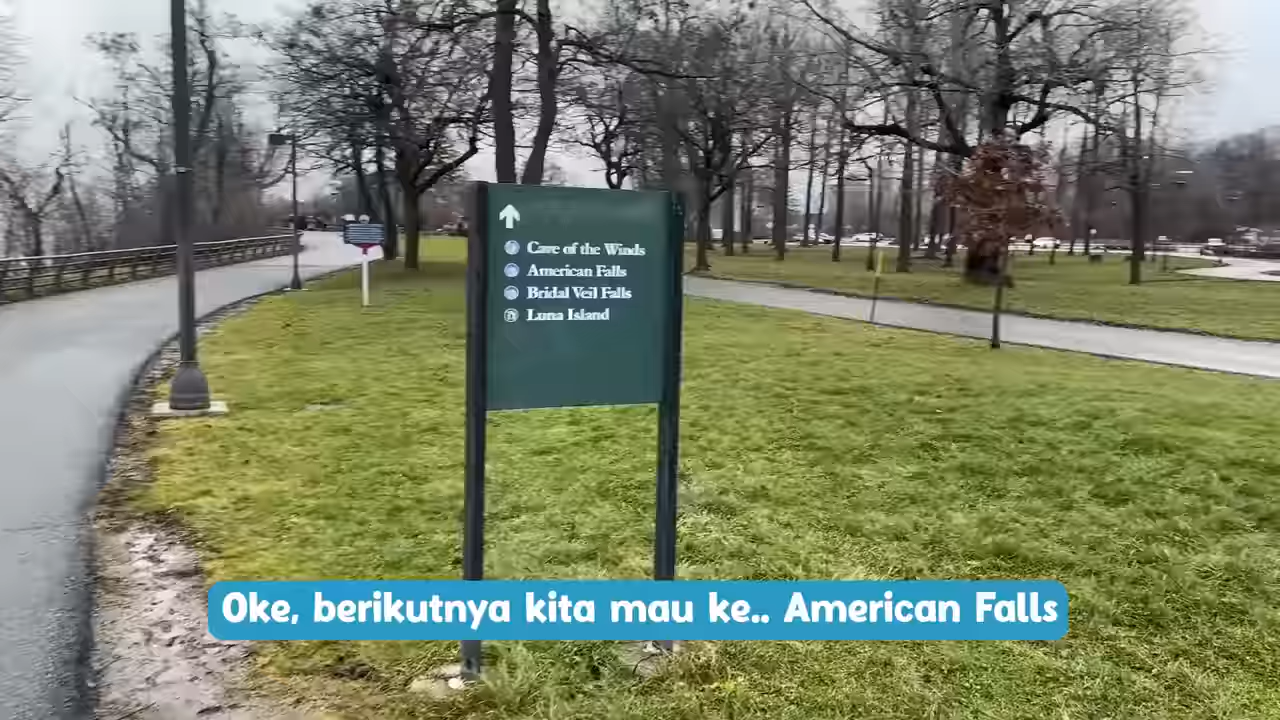 Cave of the Winds
American Falls
Bridal Veil Falls
Luna Island
Oke, berikutnya kita mau ke.. American Falls